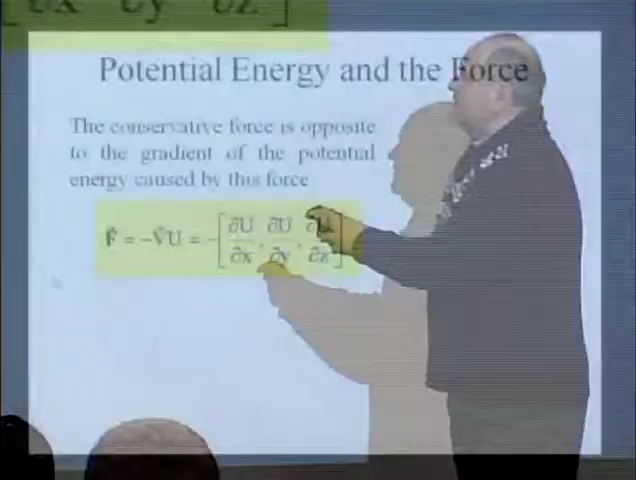 ∂x ∂y ∂z ]
Potential Energy and the Force
The conservative force is opposite
to the gradient of the potential
energy caused by this force
F⃗ = −∇⃗U = −[∂U/∂x, ∂U/∂y, ∂U/∂z]